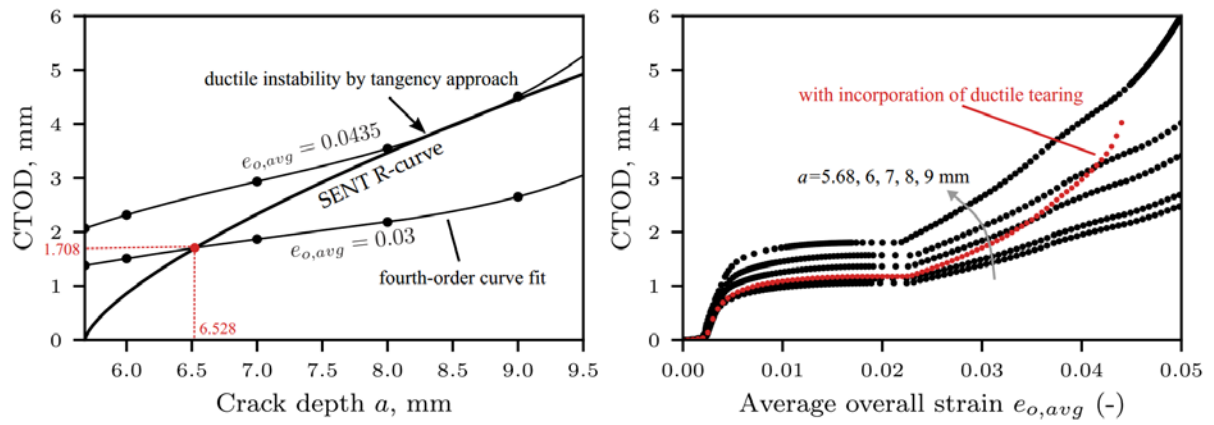 6
5
4
3
2
1.708
1
0
CTOD, mm
ductile instability by tangency approach
e_{o,avg} = 0.0435
SENT R-curve
e_{o,avg} = 0.03
fourth-order curve fit
6.528
6.0 6.5 7.0 7.5 8.0 8.5 9.0 9.5
Crack depth a, mm
6
5
4
3
2
1
0
CTOD, mm
with incorporation of ductile tearing
a=5.68, 6, 7, 8, 9 mm
0.00 0.01 0.02 0.03 0.04 0.05
Average overall strain e_{o,avg} (-)